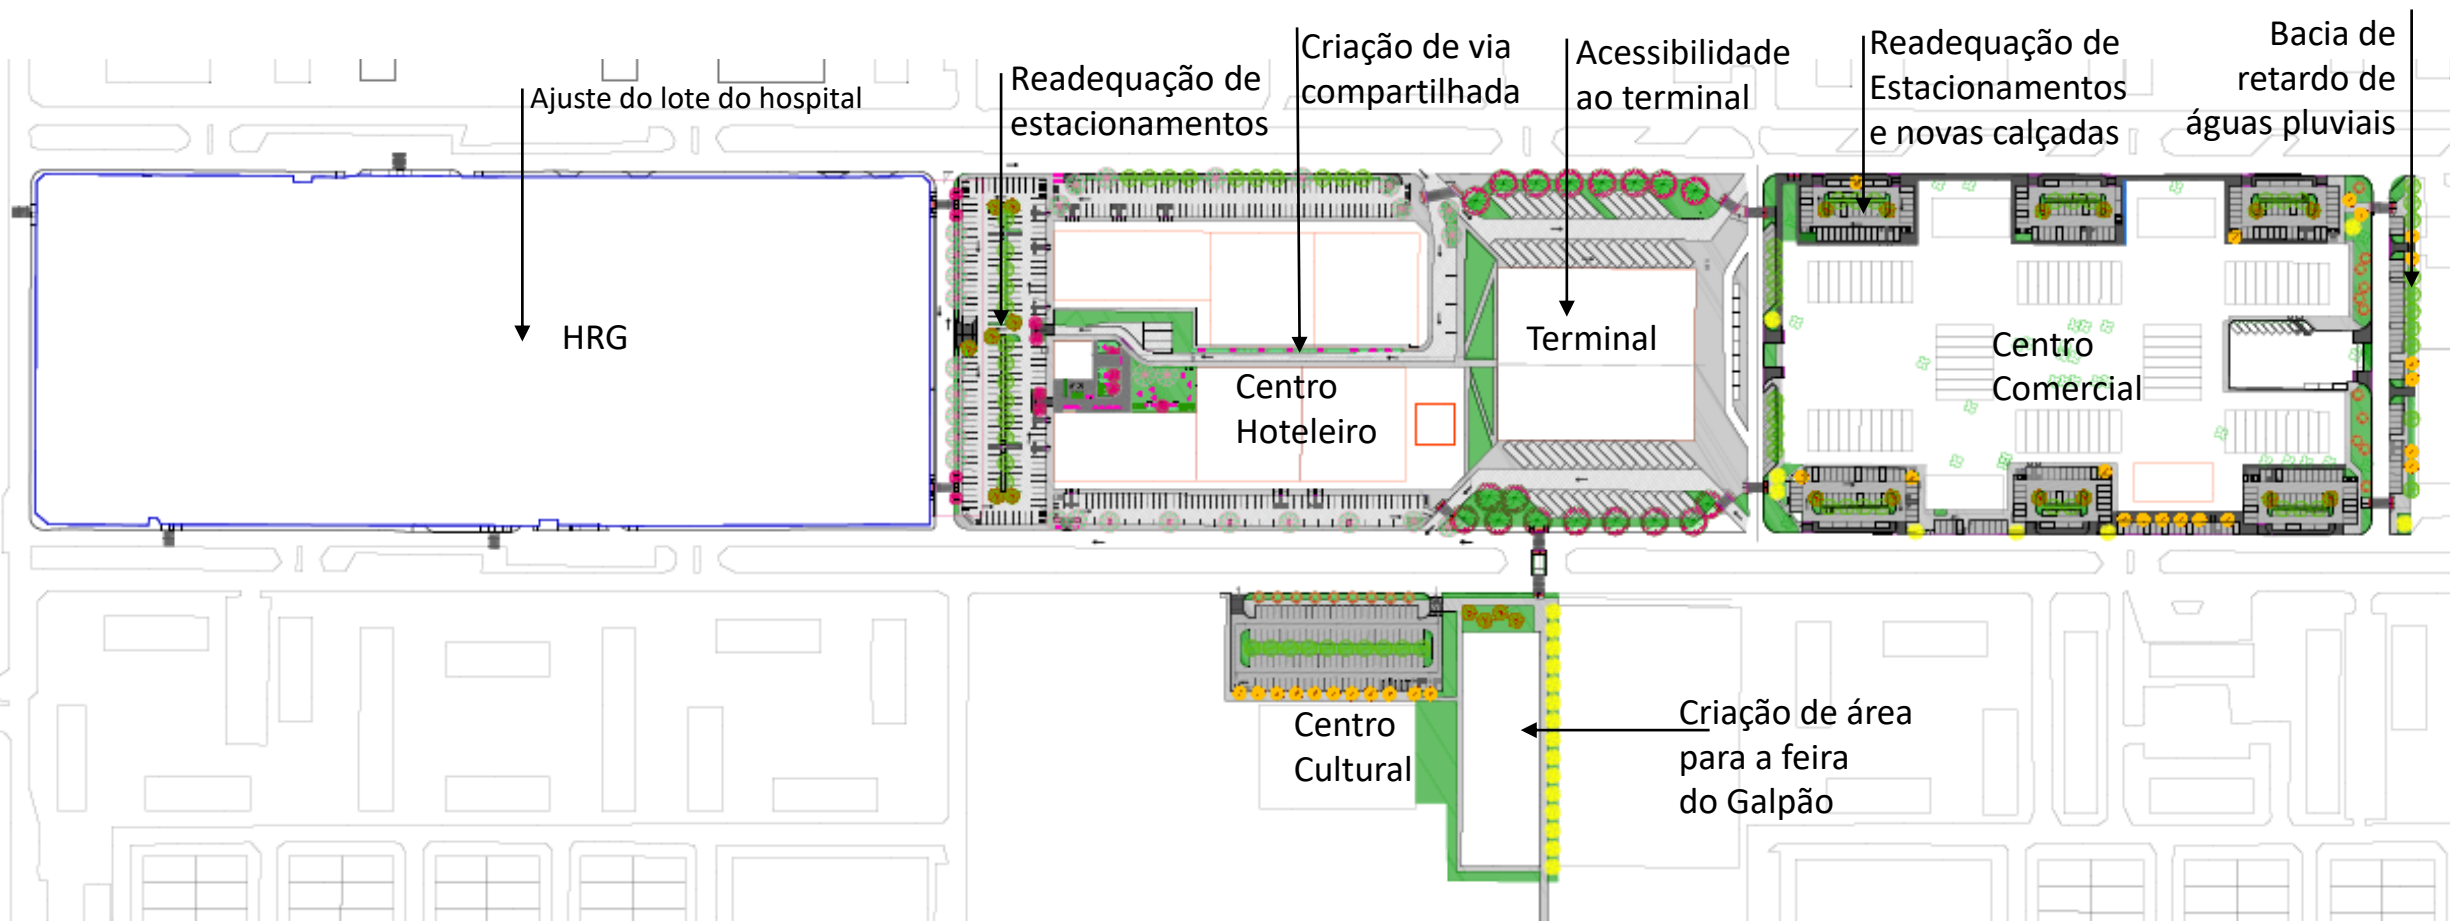 Ajuste do lote do hospital
Readequação de
estacionamentos
Criação de via
compartilhada
Acessibilidade
ao terminal
Readequação de
Estacionamentos
e novas calçadas
Bacia de
retardo de
águas pluviais
HRG
Centro
Hoteleiro
Terminal
Centro
Comercial
Centro
Cultural
Criação de área
para a feira
do Galpão